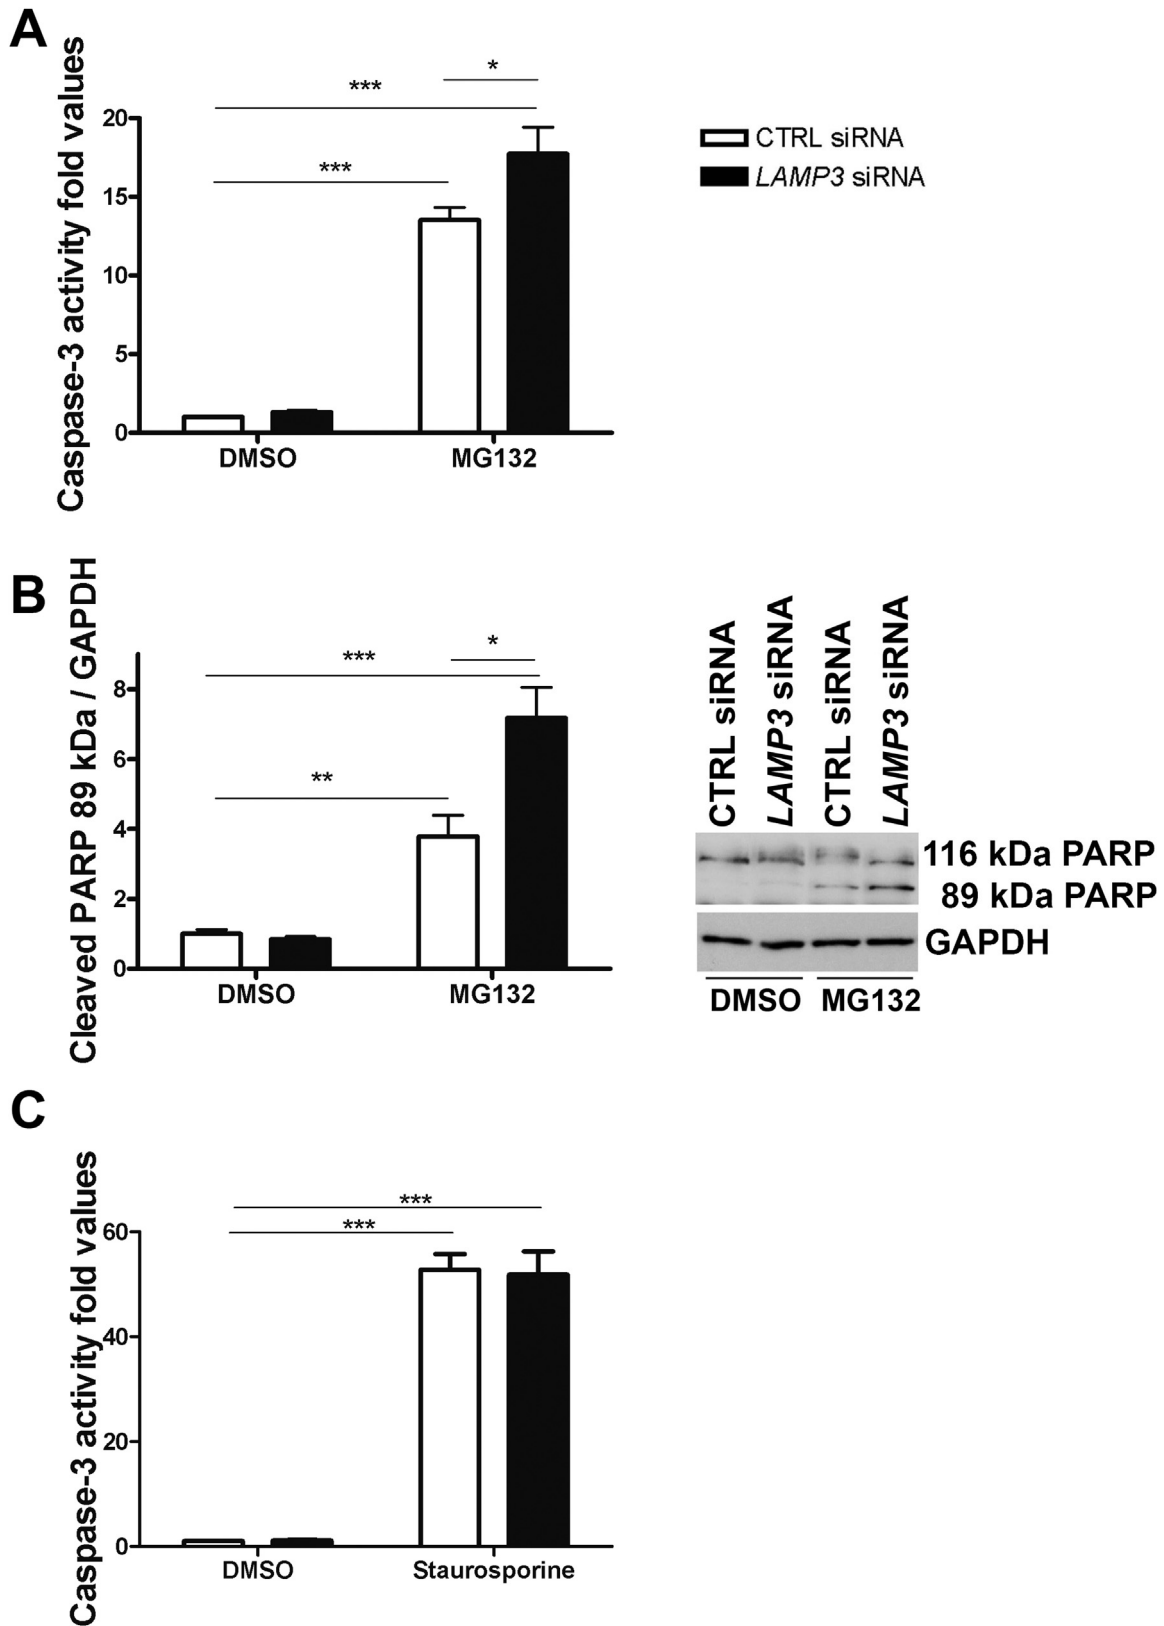 A
Caspase-3 activity fold values
20
15
10
5
0
***
*
***
DMSO
MG132
CTRL siRNA
LAMP3 siRNA
B
Cleaved PARP 89 kDa / GAPDH
8
6
4
2
0
***
*
**
DMSO
MG132
CTRL siRNA
LAMP3 siRNA
CTRL siRNA
LAMP3 siRNA
116 kDa PARP
89 kDa PARP
GAPDH
DMSO
MG132
C
Caspase-3 activity fold values
60
40
20
0
***
***
DMSO
Staurosporine